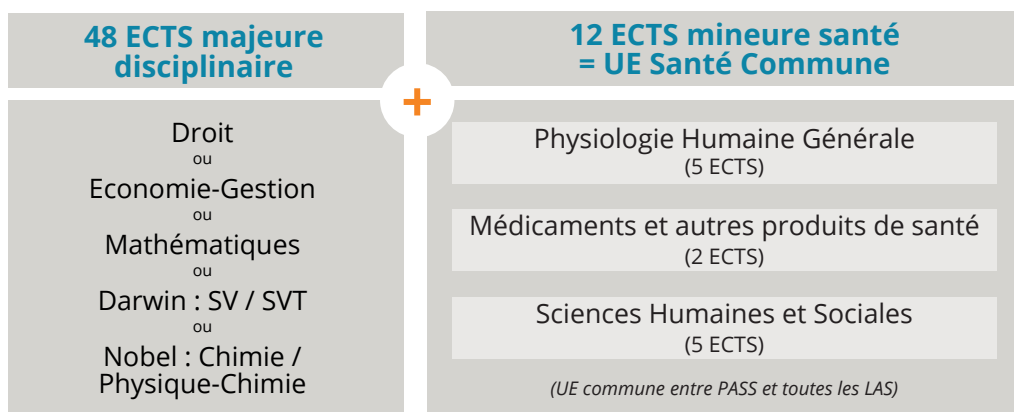 48 ECTS majeure
disciplinaire
+
12 ECTS mineure santé
= UE Santé Commune
Droit
ou
Economie-Gestion
ou
Mathématiques
ou
Darwin : SV / SVT
ou
Nobel : Chimie /
Physique-Chimie
Physiologie Humaine Générale
(5 ECTS)
Médicaments et autres produits de santé
(2 ECTS)
Sciences Humaines et Sociales
(5 ECTS)
(UE commune entre PASS et toutes les LAS)